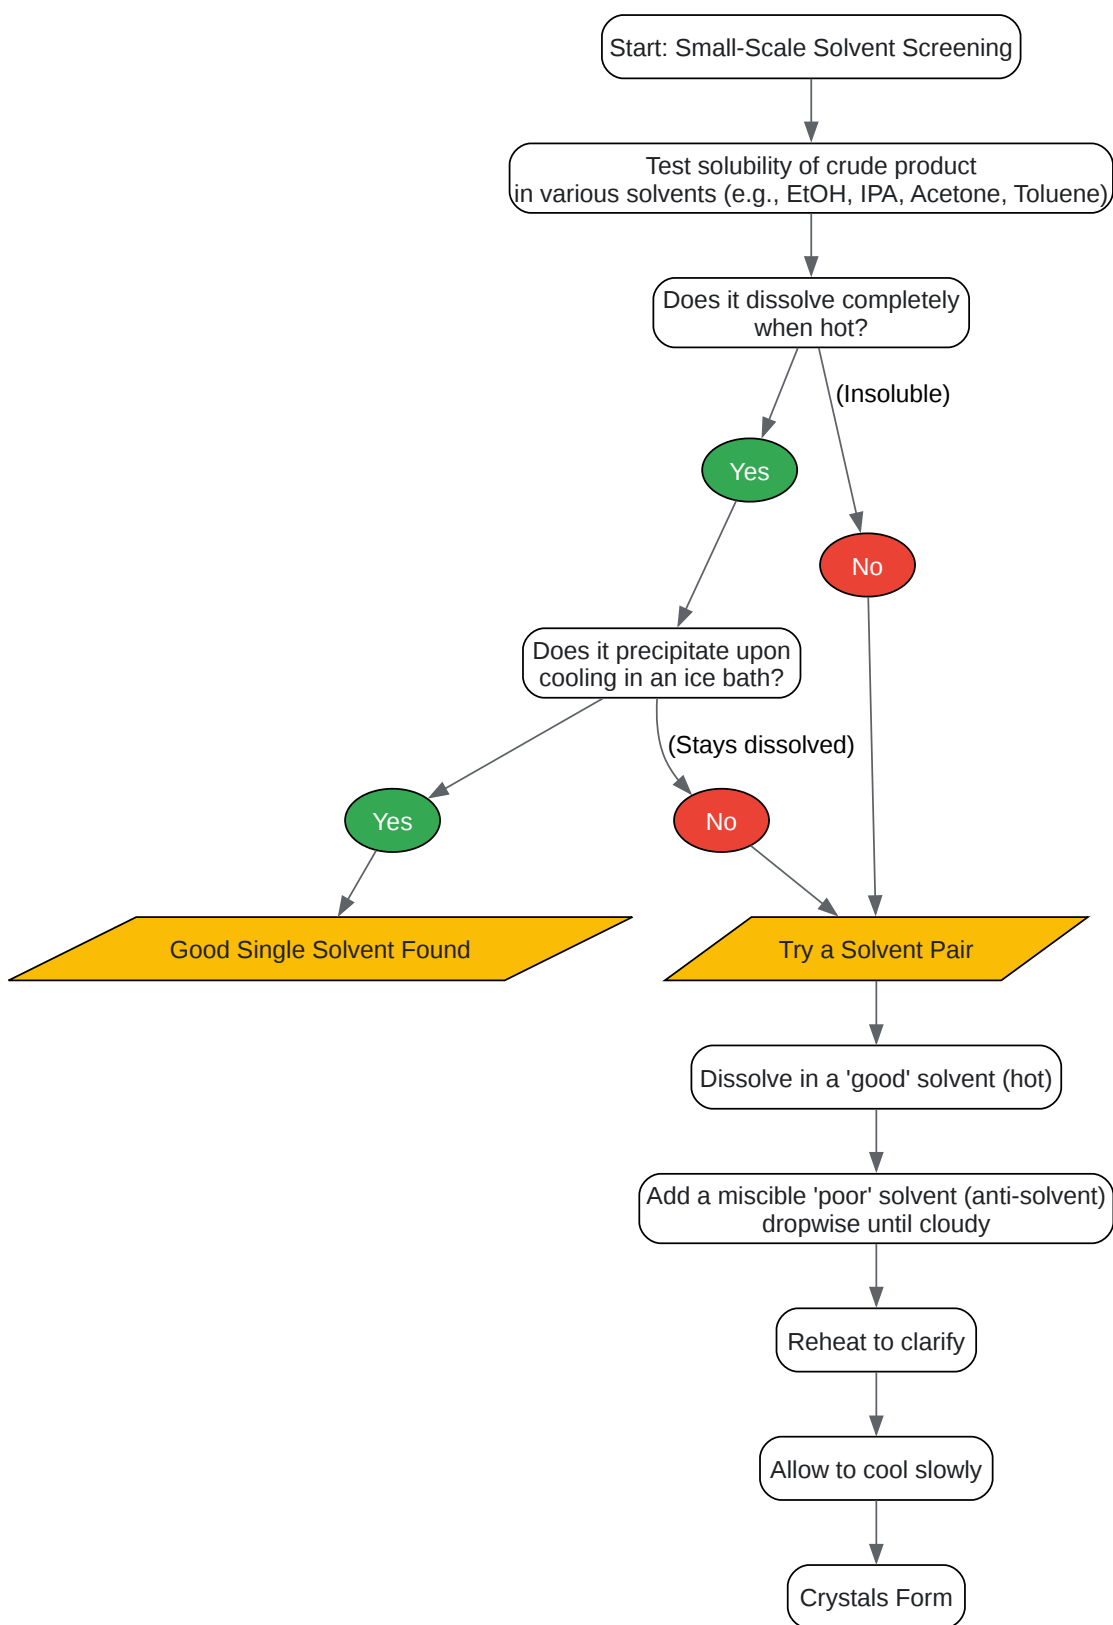 Start: Small-Scale Solvent Screening
Test solubility of crude product
in various solvents (e.g., EtOH, IPA, Acetone, Toluene)
Does it dissolve completely
when hot?
(Insoluble)
Yes
No
Does it precipitate upon
cooling in an ice bath?
(Stays dissolved)
Yes
No
Good Single Solvent Found
Try a Solvent Pair
Dissolve in a 'good' solvent (hot)
Add a miscible 'poor' solvent (anti-solvent)
dropwise until cloudy
Reheat to clarify
Allow to cool slowly
Crystals Form